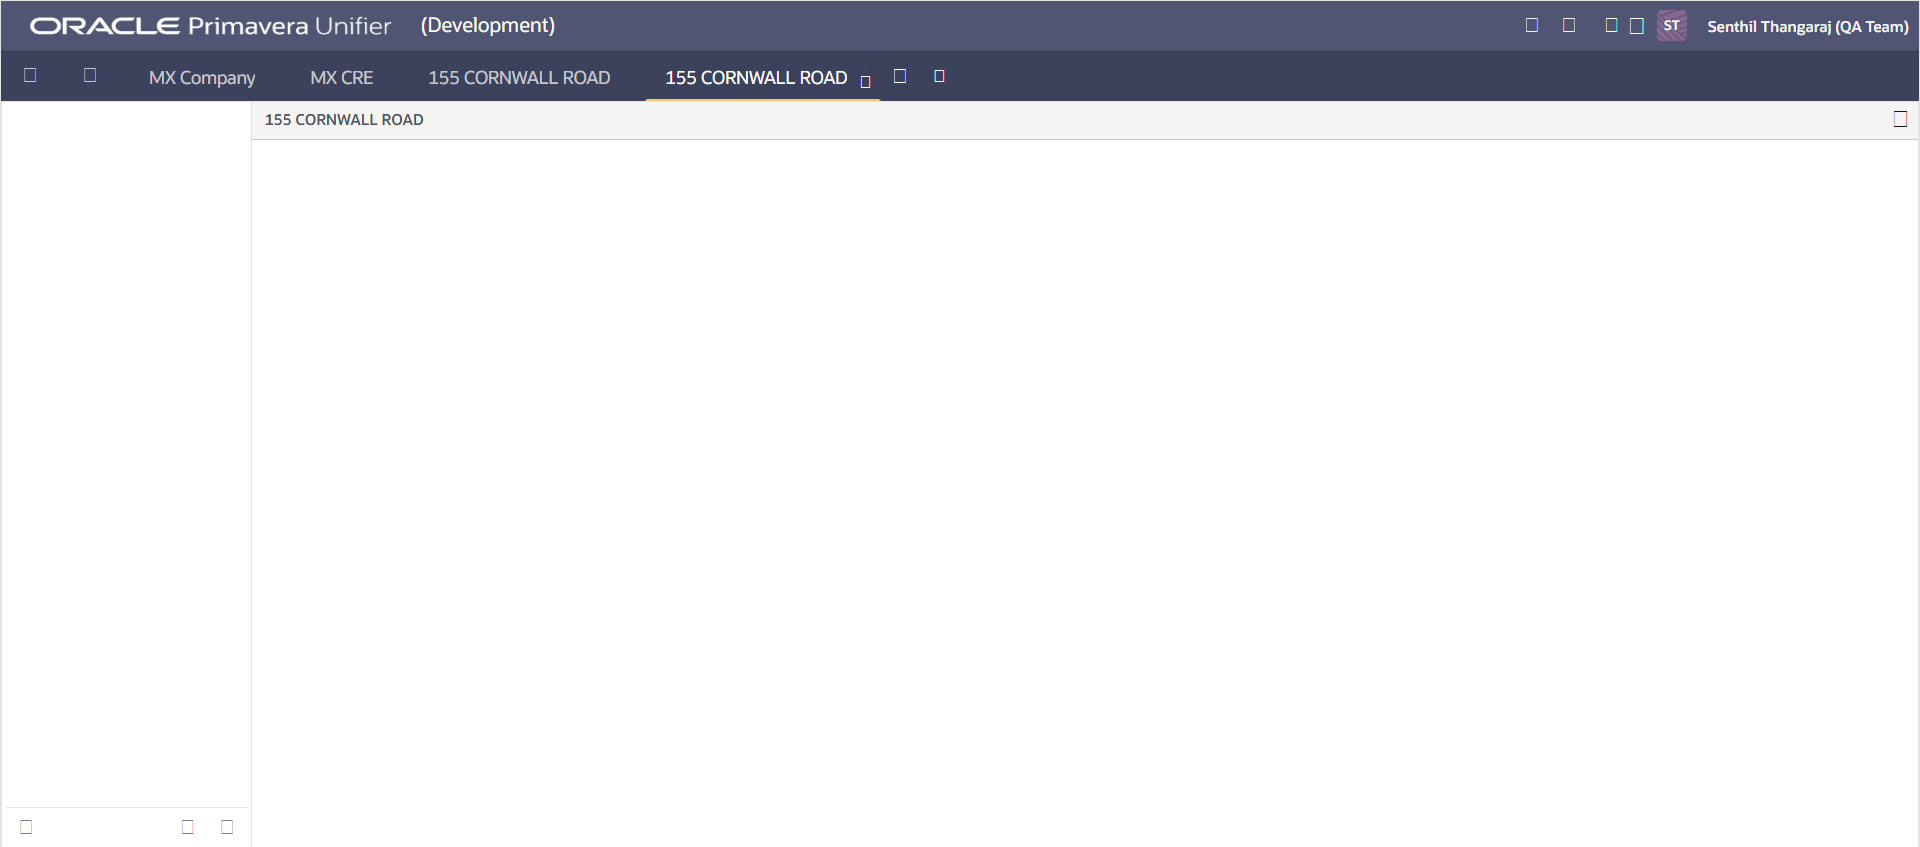 ORACLE Primavera Unifier (Development)
ST Senthil Thangaraj (QA Team)
MX Company MX CRE 155 CORNWALL ROAD 155 CORNWALL ROAD
155 CORNWALL ROAD